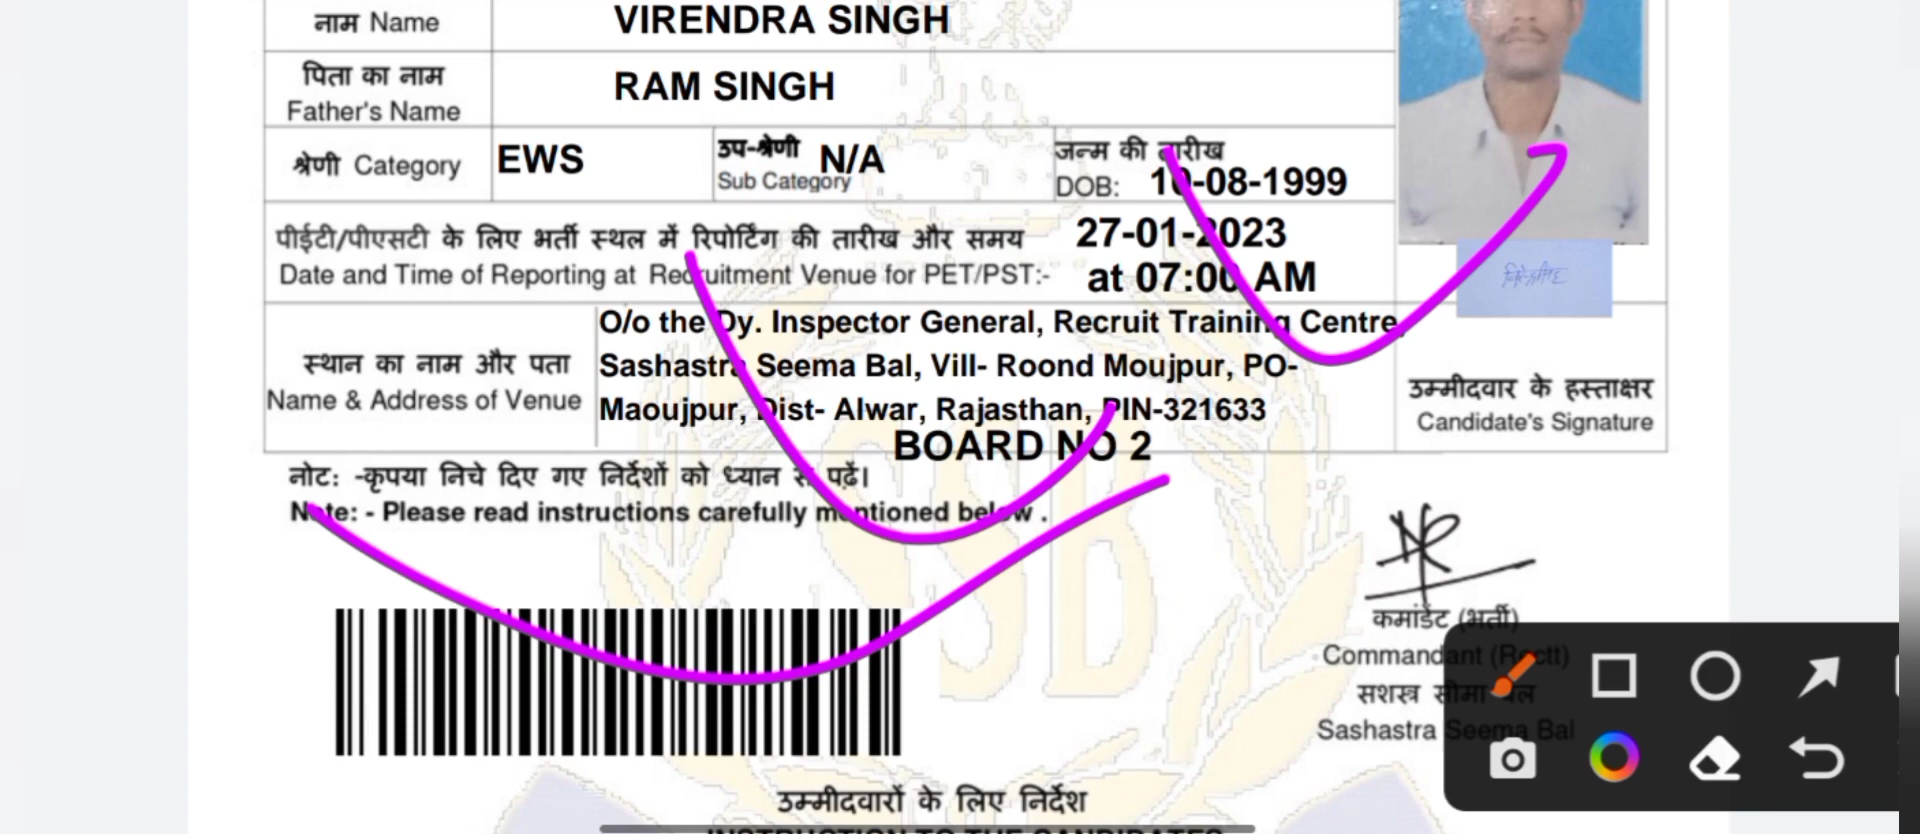 नाम Name VIRENDRA SINGH
पिता का नाम
Father's Name RAM SINGH
श्रेणी Category EWS उप-श्रेणी
Sub Category N/A जन्म की तारीख
DOB: 10-08-1999
पीईटी/पीएसटी के लिए भर्ती स्थल में रिपोर्टिंग की तारीख और समय
Date and Time of Reporting at Recruitment Venue for PET/PST:-
27-01-2023
at 07:00 AM
स्थान का नाम और पता
Name & Address of Venue
O/o the Dy. Inspector General, Recruit Training Centre,
Sashastra Seema Bal, Vill- Roond Moujpur, PO-
Maoujpur, Dist- Alwar, Rajasthan, PIN-321633
BOARD NO 2
उम्मीदवार के हस्ताक्षर
Candidate's Signature
नोट: -कृपया निचे दिए गए निर्देशों को ध्यान से पढ़ें।
Note: - Please read instructions carefully mentioned below .
SSB
कमांडेंट (भर्ती)
Commandant (Rectt)
सशस्त्र सीमा बल
Sashastra Seema Bal
उम्मीदवारों के लिए निर्देश
INSTRUCTION TO THE CANDIDATES